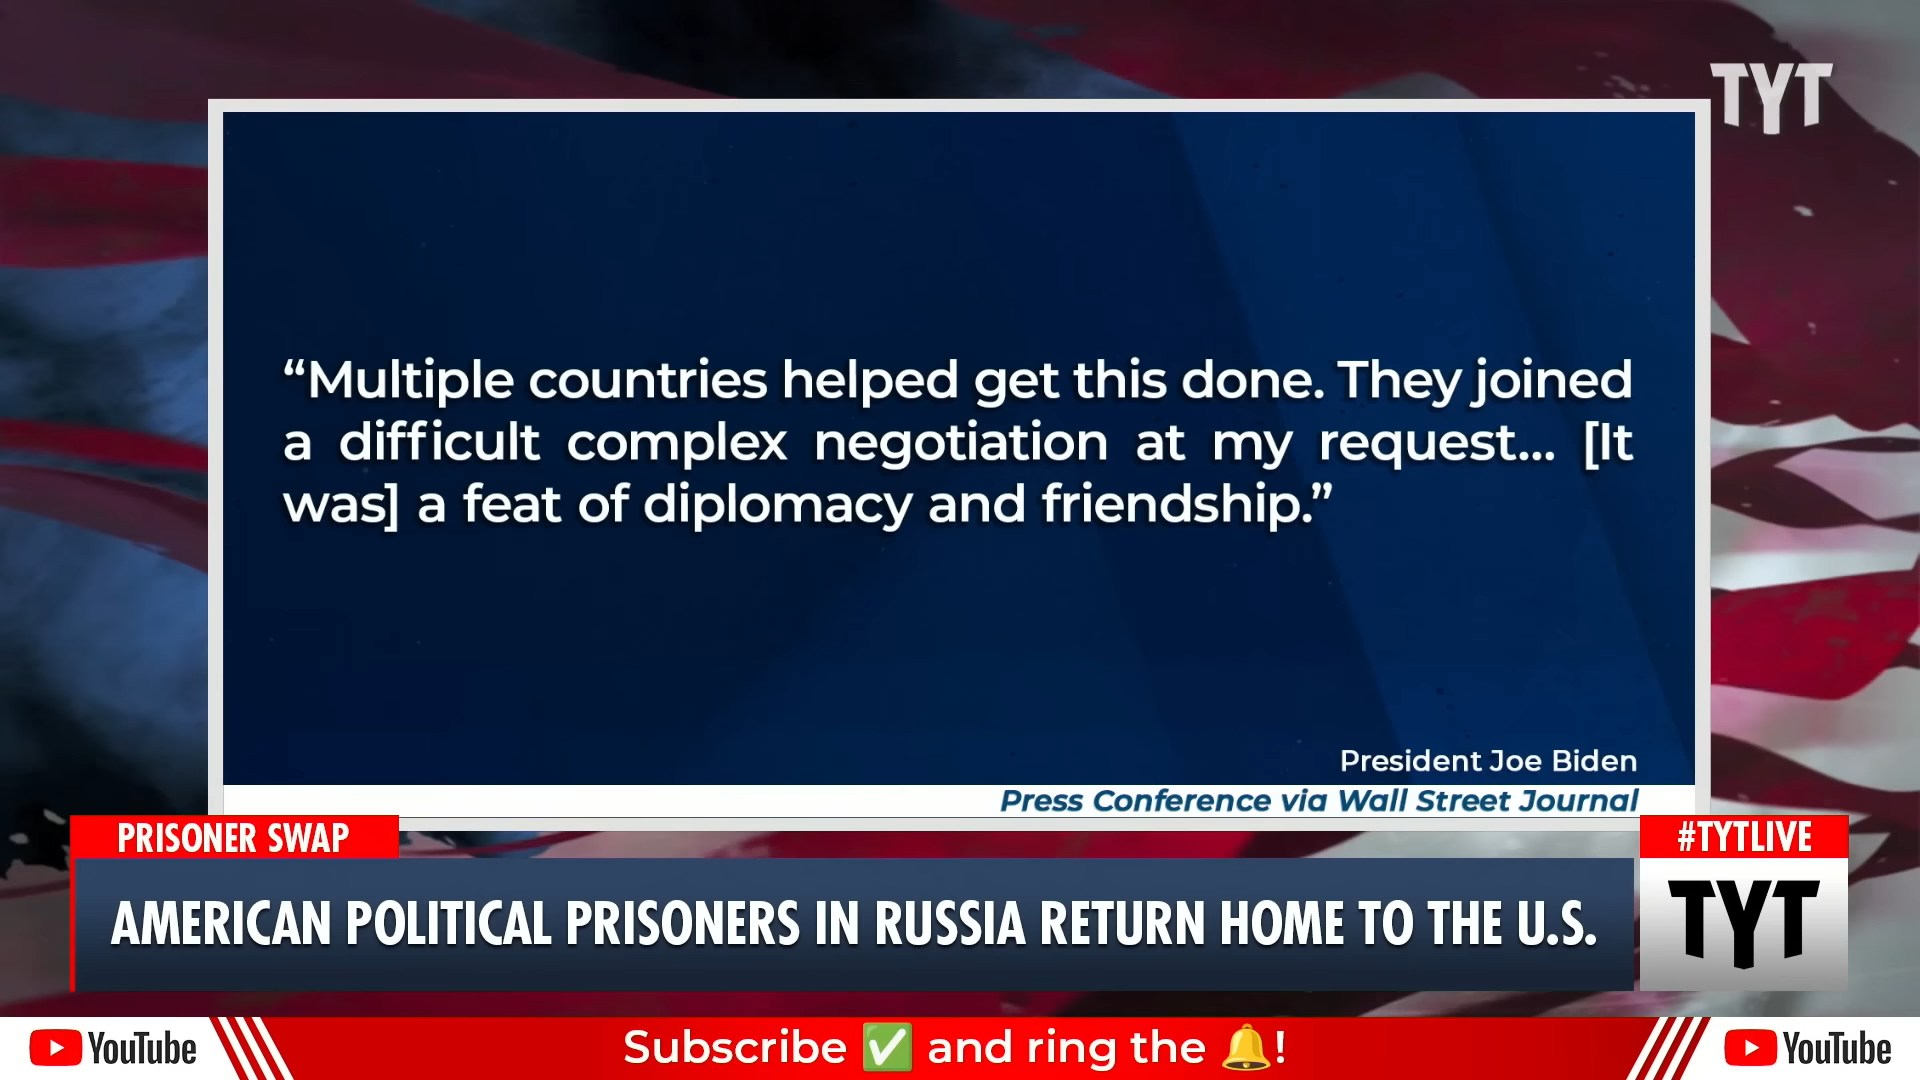 TYT
“Multiple countries helped get this done. They joined
a difficult complex negotiation at my request... [It
was] a feat of diplomacy and friendship.”
President Joe Biden
Press Conference via Wall Street Journal
PRISONER SWAP
#TYTLIVE
AMERICAN POLITICAL PRISONERS IN RUSSIA RETURN HOME TO THE U.S.
TYT
YouTube
Subscribe ✅ and ring the 🔔!
YouTube